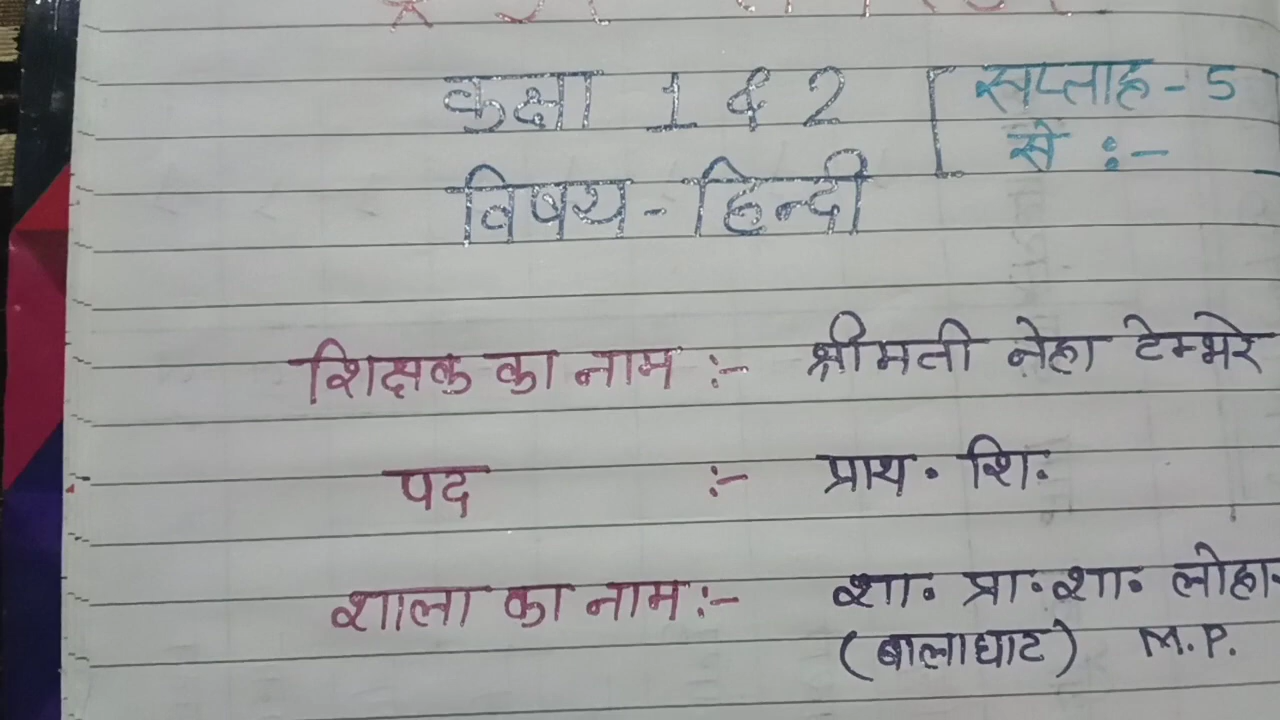 कक्षा 1 & 2
[ सप्ताह - 5
से :-
विषय - हिन्दी
शिक्षक का नाम :- श्रीमती नेहा टेम्भरे
पद :- प्राथ. शि.
शाला का नाम :- शा. प्रा. शा. लोहा.
(बालाघाट) M.P.